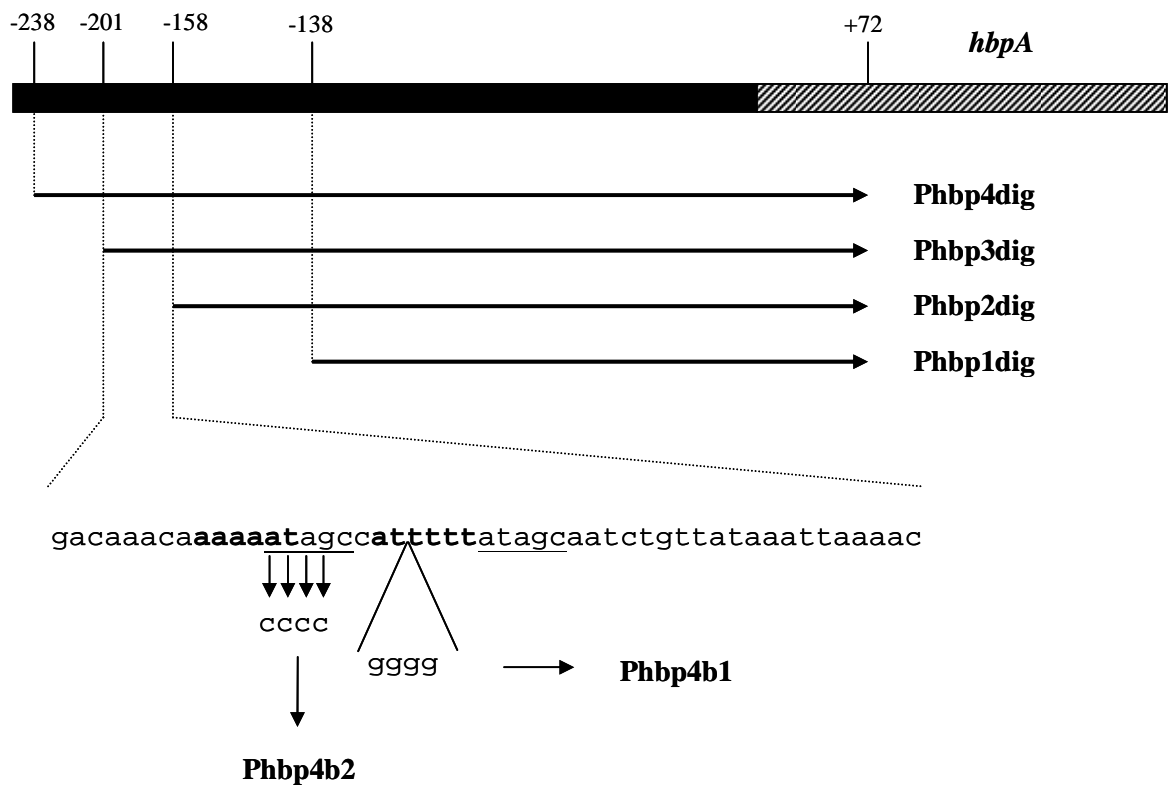 -238 -201 -158 -138 +72 hbpA
Phbp4dig
Phbp3dig
Phbp2dig
Phbp1dig
gacaaacaaaaaatagccatttttatagcaatctgttataaattaaaac
cccc
gggg
Phbp4b1
Phbp4b2